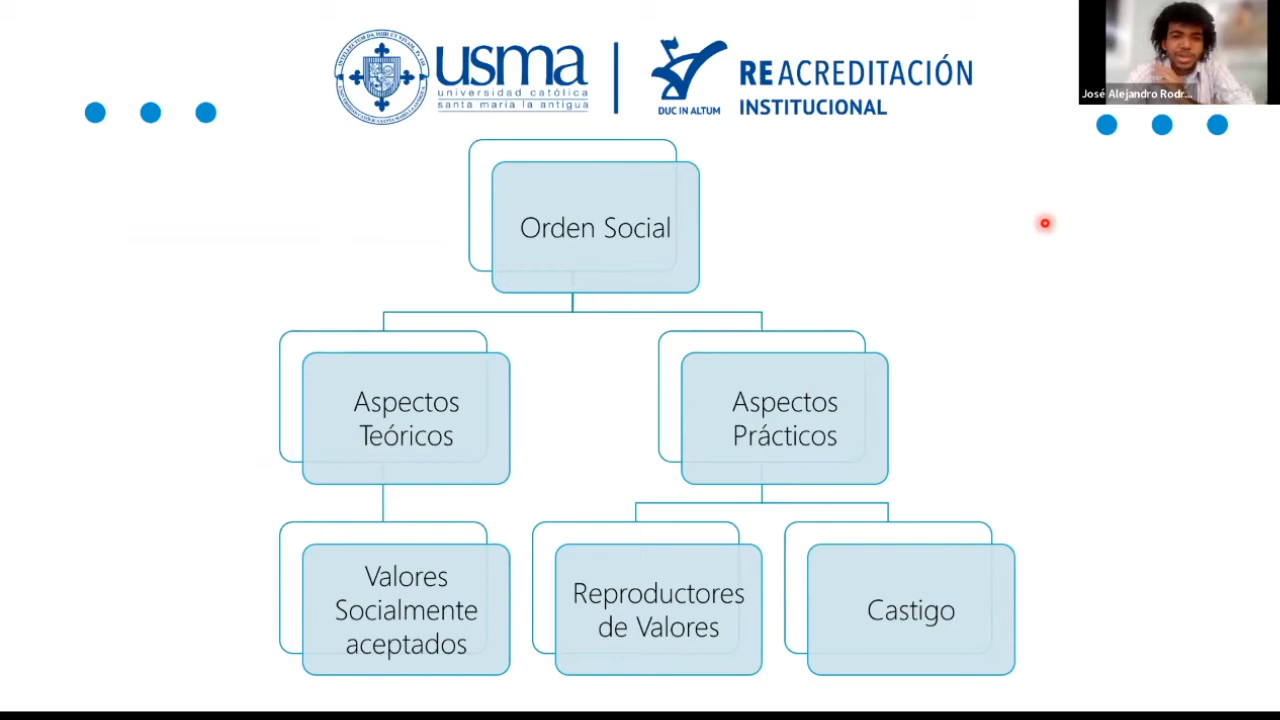 usma
universidad católica
santa maría la antigua
DUC IN ALTUM
REACREDITACIÓN
INSTITUCIONAL
José Alejandro Rodr...
Orden Social
Aspectos
Teóricos
Aspectos
Prácticos
Valores
Socialmente
aceptados
Reproductores
de Valores
Castigo